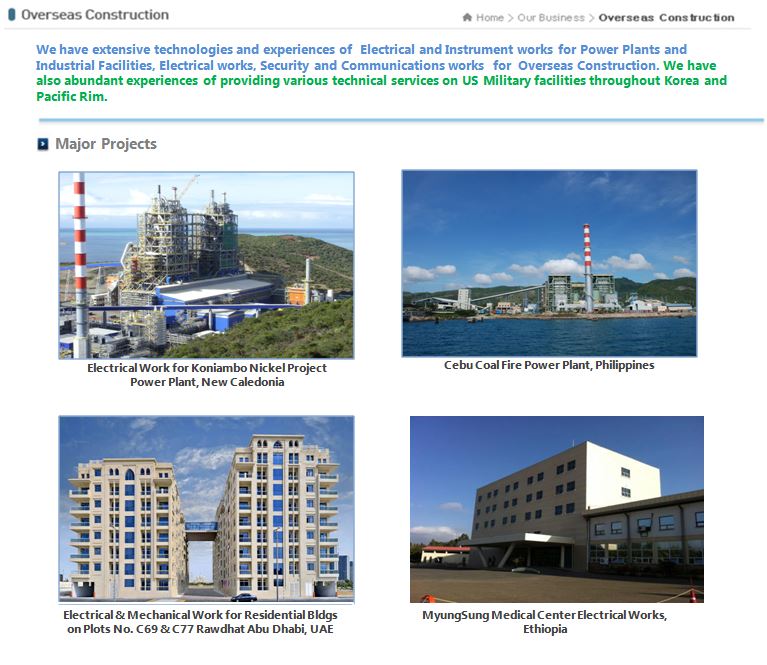 Overseas Construction
Home > Our Business > Overseas Construction
We have extensive technologies and experiences of Electrical and Instrument works for Power Plants and
Industrial Facilities, Electrical works, Security and Communications works for Overseas Construction. We have
also abundant experiences of providing various technical services on US Military facilities throughout Korea and
Pacific Rim.
Major Projects
Electrical Work for Koniambo Nickel Project
Power Plant, New Caledonia
Cebu Coal Fire Power Plant, Philippines
Electrical & Mechanical Work for Residential Bldgs
on Plots No. C69 & C77 Rawdhat Abu Dhabi, UAE
MyungSung Medical Center Electrical Works,
Ethiopia